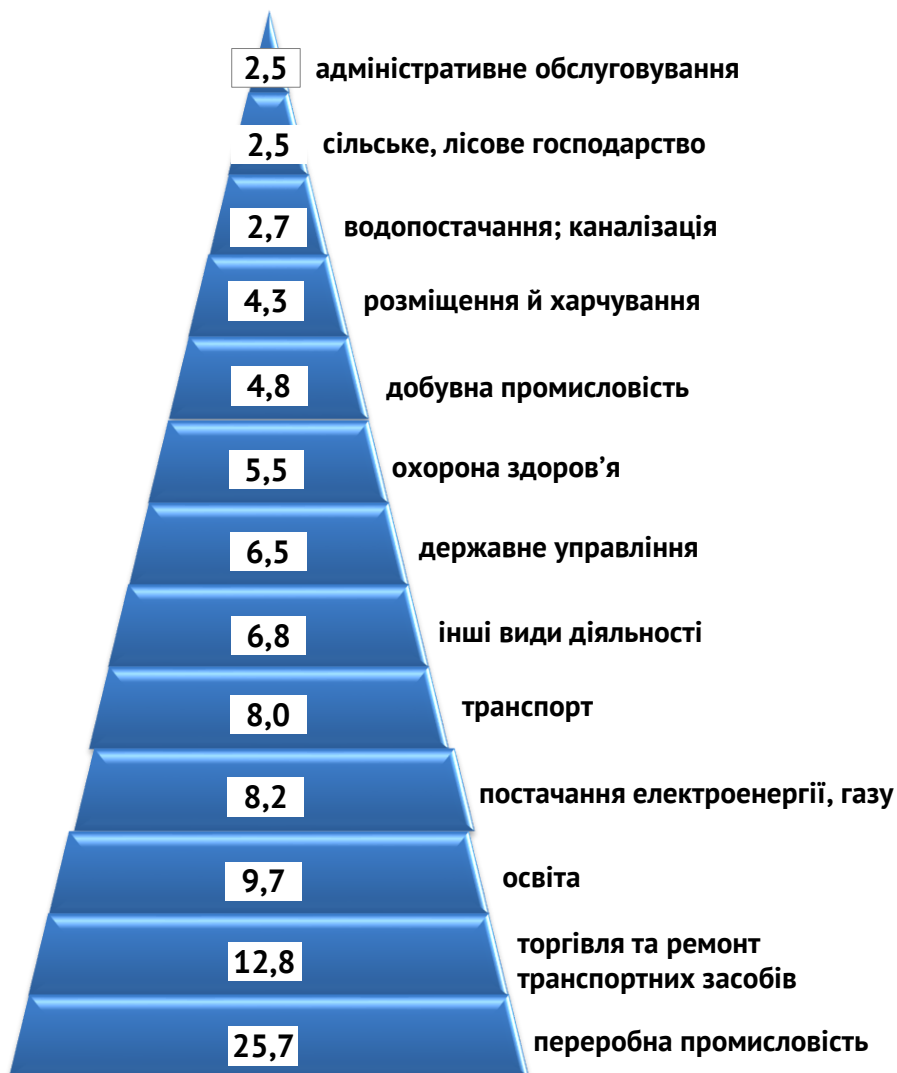 2,5 адміністративне обслуговування
2,5 сільське, лісове господарство
2,7 водопостачання; каналізація
4,3 розміщення й харчування
4,8 добувна промисловість
5,5 охорона здоров’я
6,5 державне управління
6,8 інші види діяльності
8,0 транспорт
8,2 постачання електроенергії, газу
9,7 освіта
12,8 торгівля та ремонт
транспортних засобів
25,7 переробна промисловість